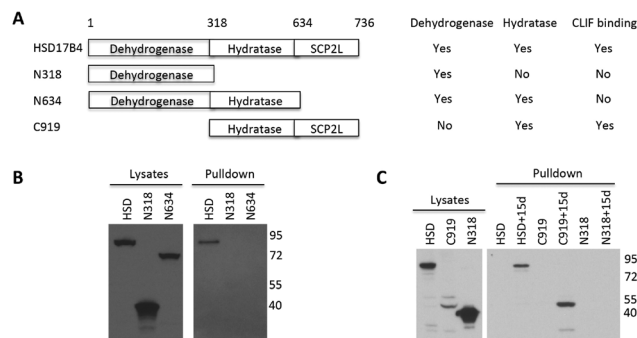 A
1 318 634 736
Dehydrogenase Hydratase CLIF binding
HSD17B4 Dehydrogenase Hydratase SCP2L Yes Yes Yes
N318 Dehydrogenase Yes No No
N634 Dehydrogenase Hydratase Yes Yes No
C919 Hydratase SCP2L No Yes Yes
B
Lysates Pulldown
HSD N318 N634 HSD N318 N634
95
72
55
40
C
Lysates Pulldown
HSD C919 N318 HSD HSD+15d C919 C919+15d N318 N318+15d
95
72
55
40